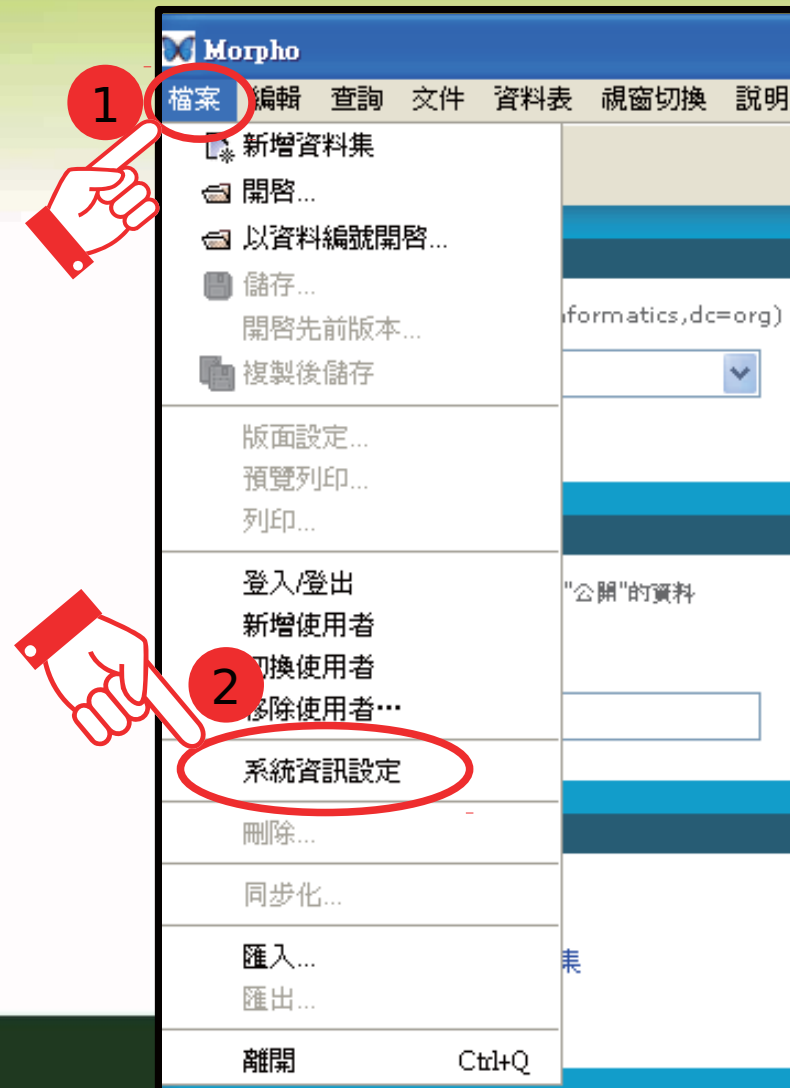 Morpho
1
檔案 編輯 查詢 文件 資料表 視窗切換 說明
新增資料集
開啓...
以資料編號開啓...
儲存...
開啓先前版本...
formatics,dc=org)
複製後儲存
版面設定...
預覽列印...
列印...
登入/登出
"公開"的資料
新增使用者
2
切換使用者
移除使用者…
系統資訊設定
刪除...
同步化...
匯入...
集
匯出...
離開 Ctrl+Q